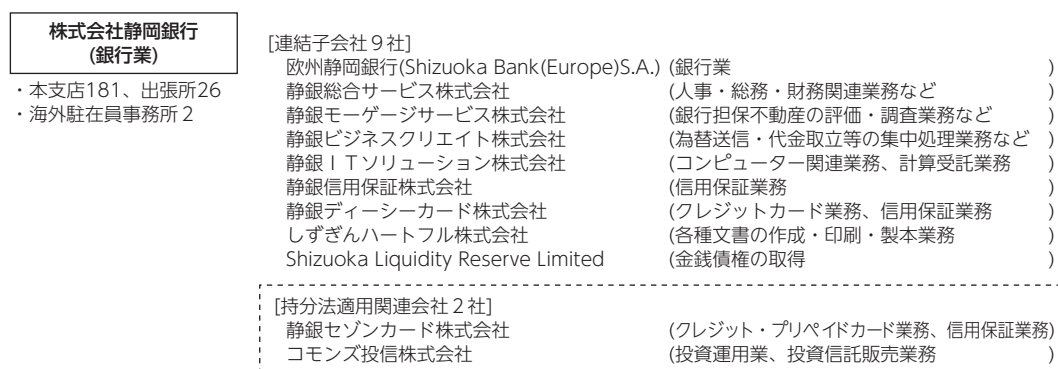 株式会社静岡銀行
(銀行業)
・本支店181、出張所26
・海外駐在員事務所2
[連結子会社9社]
欧州静岡銀行(Shizuoka Bank(Europe)S.A.) (銀行業 )
静銀総合サービス株式会社 (人事・総務・財務関連業務など )
静銀モーゲージサービス株式会社 (銀行担保不動産の評価・調査業務など )
静銀ビジネスクリエイト株式会社 (為替送信・代金取立等の集中処理業務など )
静銀ITソリューション株式会社 (コンピューター関連業務、計算受託業務 )
静銀信用保証株式会社 (信用保証業務 )
静銀ディーシーカード株式会社 (クレジットカード業務、信用保証業務 )
しずぎんハートフル株式会社 (各種文書の作成・印刷・製本業務 )
Shizuoka Liquidity Reserve Limited (金銭債権の取得 )
[持分法適用関連会社2社]
静銀セゾンカード株式会社 (クレジット・プリペイドカード業務、信用保証業務)
コモンズ投信株式会社 (投資運用業、投資信託販売業務 )